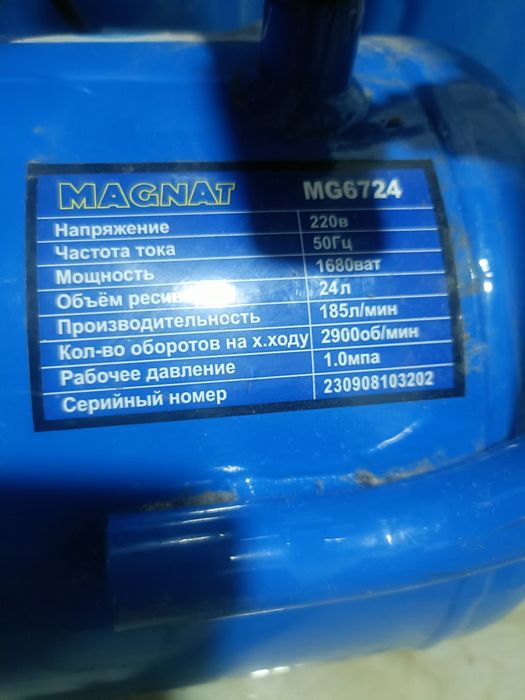 MAGNAT MG6724
Напряжение 220в
Частота тока 50Гц
Мощность 1680ват
Объём 24л
Производительность 185л/мин
Кол-во оборотов на х.ходу 2900об/мин
Рабочее давление 1.0мпа
Серийный номер 230908103202